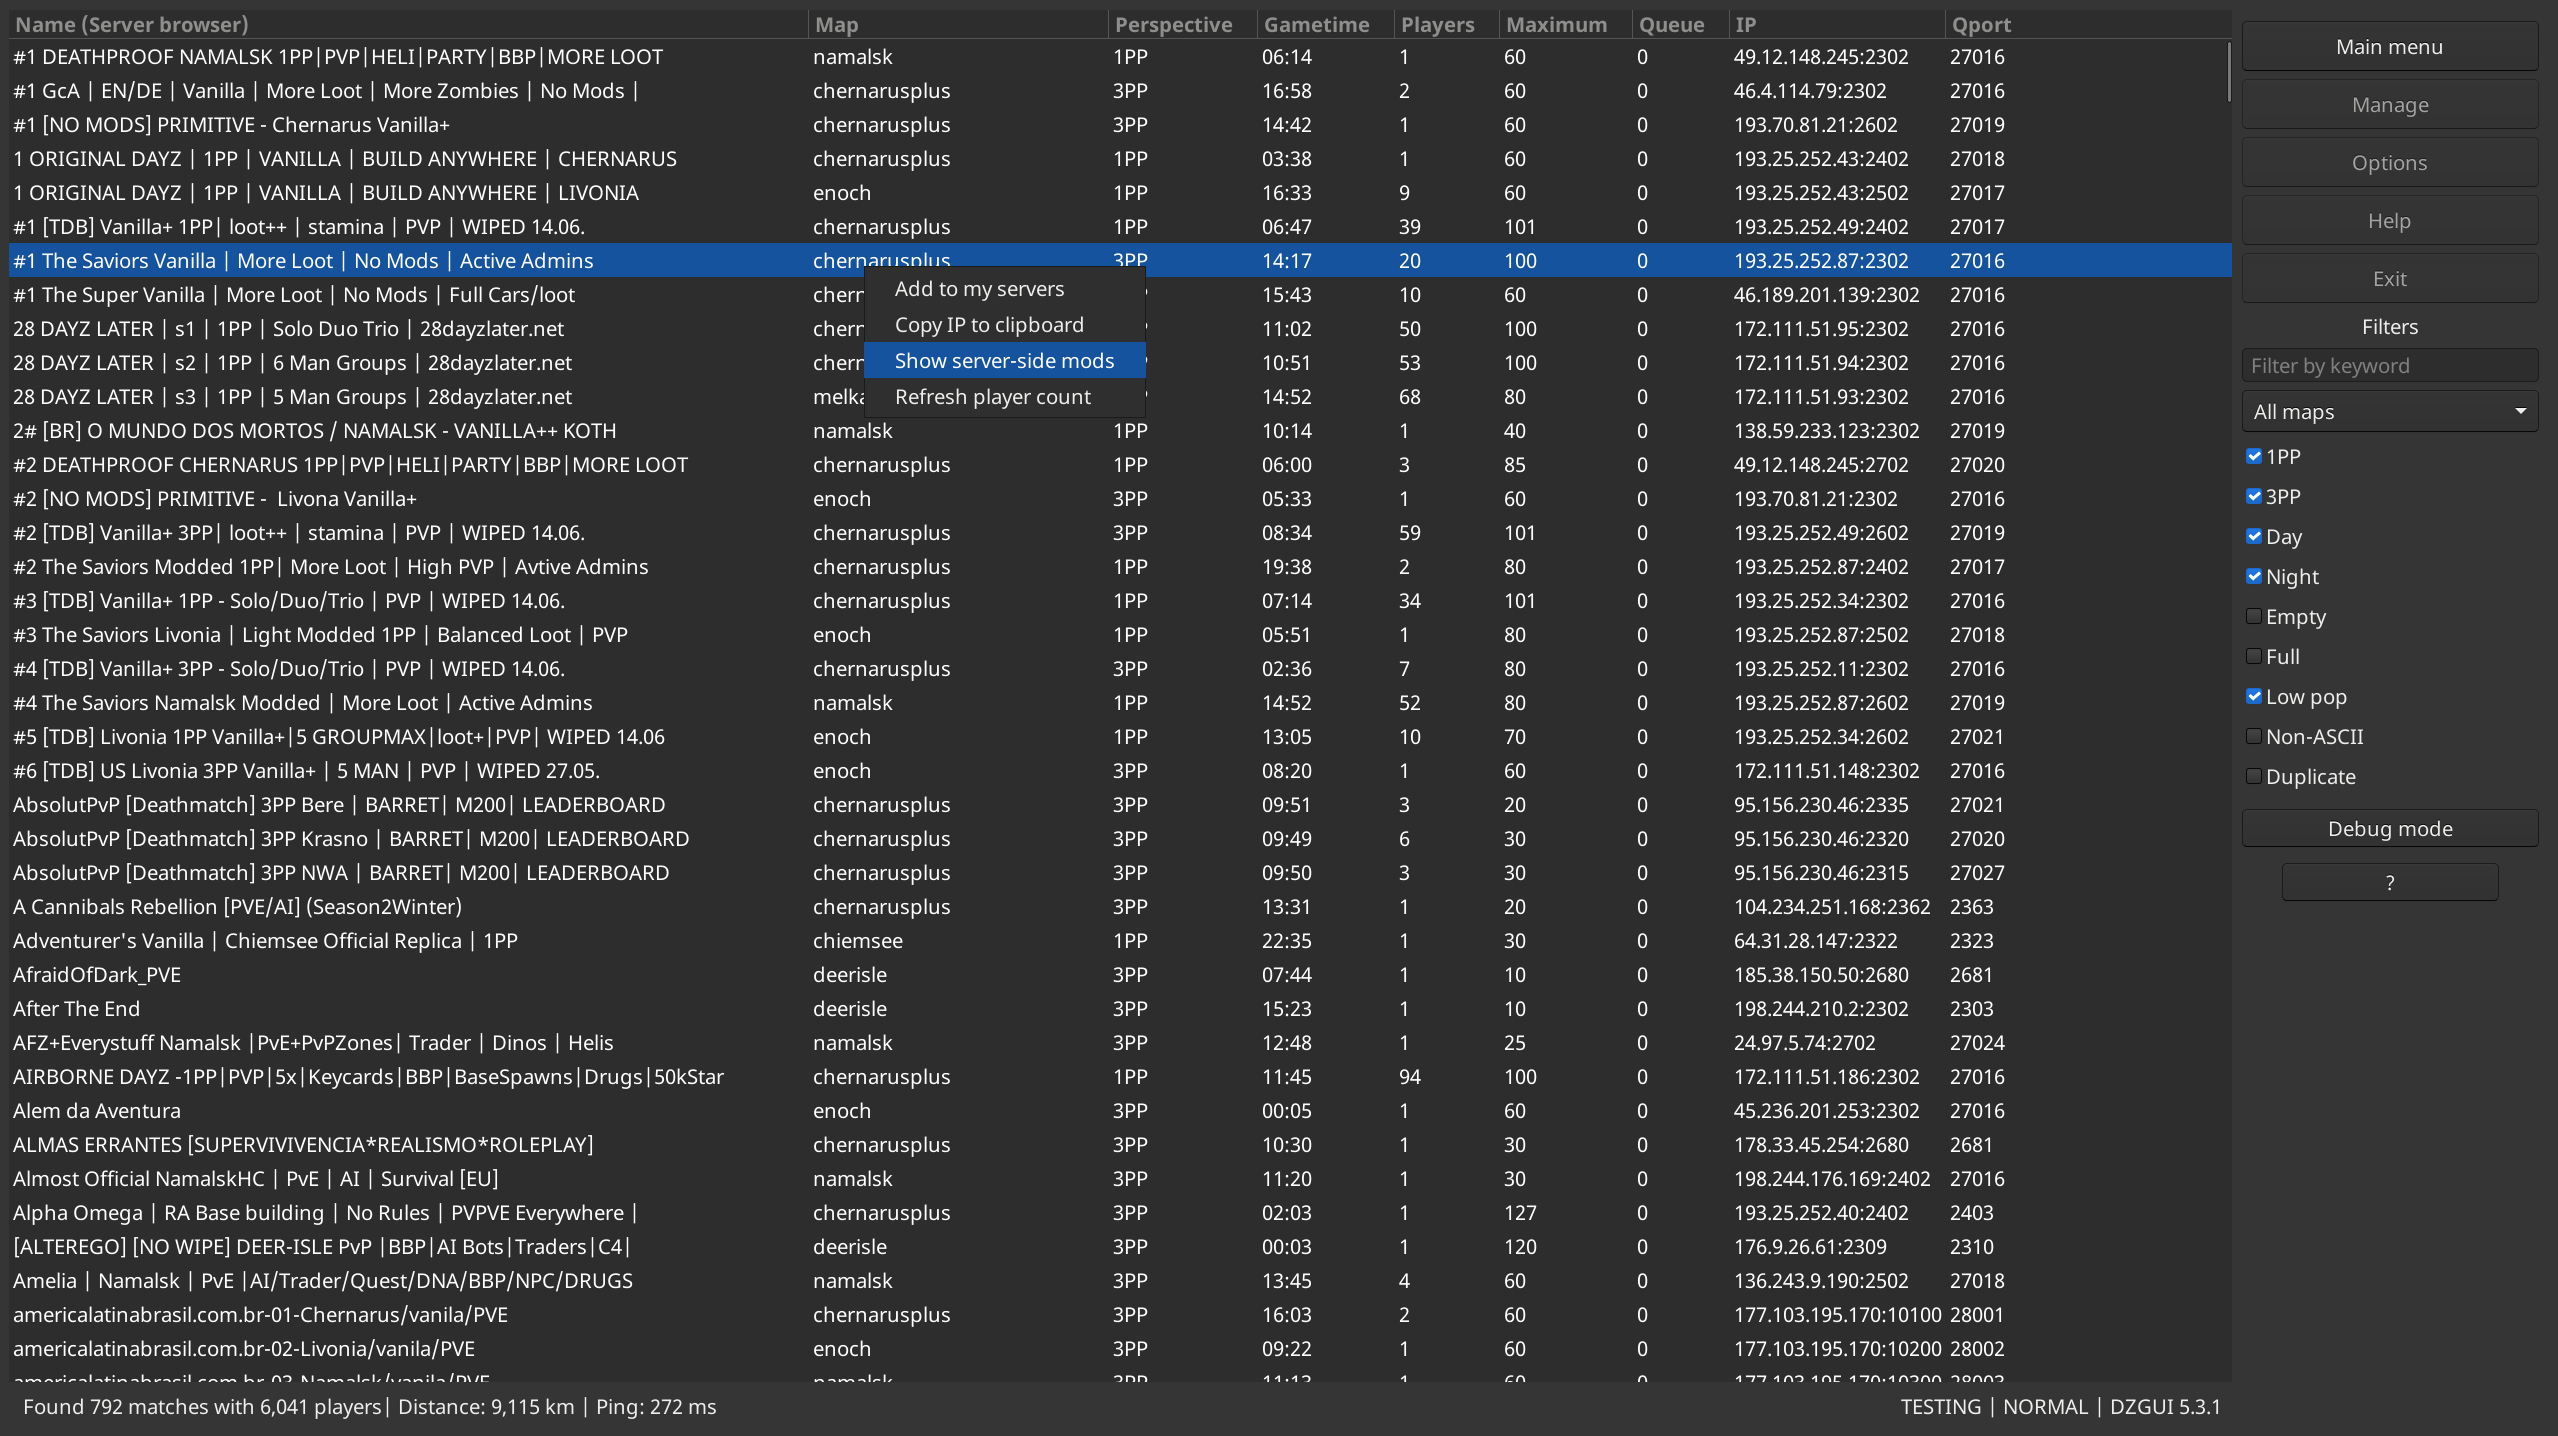 Name (Server browser) Map Perspective Gametime Players Maximum Queue IP Qport
#1 DEATHPROOF NAMALSK 1PP|PVP|HELI|PARTY|BBP|MORE LOOT namalsk 1PP 06:14 1 60 0 49.12.148.245:2302 27016
#1 GcA | EN/DE | Vanilla | More Loot | More Zombies | No Mods | chernarusplus 3PP 16:58 2 60 0 46.4.114.79:2302 27016
#1 [NO MODS] PRIMITIVE - Chernarus Vanilla+ chernarusplus 3PP 14:42 1 60 0 193.70.81.21:2602 27019
1 ORIGINAL DAYZ | 1PP | VANILLA | BUILD ANYWHERE | CHERNARUS chernarusplus 1PP 03:38 1 60 0 193.25.252.43:2402 27018
1 ORIGINAL DAYZ | 1PP | VANILLA | BUILD ANYWHERE | LIVONIA enoch 1PP 16:33 9 60 0 193.25.252.43:2502 27017
#1 [TDB] Vanilla+ 1PP| loot++ | stamina | PVP | WIPED 14.06. chernarusplus 1PP 06:47 39 101 0 193.25.252.49:2402 27017
#1 The Saviors Vanilla | More Loot | No Mods | Active Admins chernarusplus 3PP 14:17 20 100 0 193.25.252.87:2302 27016
#1 The Super Vanilla | More Loot | No Mods | Full Cars/loot chern 15:43 10 60 0 46.189.201.139:2302 27016
28 DAYZ LATER | s1 | 1PP | Solo Duo Trio | 28dayzlater.net chern 11:02 50 100 0 172.111.51.95:2302 27016
28 DAYZ LATER | s2 | 1PP | 6 Man Groups | 28dayzlater.net chern 10:51 53 100 0 172.111.51.94:2302 27016
28 DAYZ LATER | s3 | 1PP | 5 Man Groups | 28dayzlater.net melka 14:52 68 80 0 172.111.51.93:2302 27016
Add to my servers
Copy IP to clipboard
Show server-side mods
Refresh player count
2# [BR] O MUNDO DOS MORTOS / NAMALSK - VANILLA++ KOTH namalsk 1PP 10:14 1 40 0 138.59.233.123:2302 27019
#2 DEATHPROOF CHERNARUS 1PP|PVP|HELI|PARTY|BBP|MORE LOOT chernarusplus 1PP 06:00 3 85 0 49.12.148.245:2702 27020
#2 [NO MODS] PRIMITIVE -  Livona Vanilla+ enoch 3PP 05:33 1 60 0 193.70.81.21:2302 27016
#2 [TDB] Vanilla+ 3PP| loot++ | stamina | PVP | WIPED 14.06. chernarusplus 3PP 08:34 59 101 0 193.25.252.49:2602 27019
#2 The Saviors Modded 1PP| More Loot | High PVP | Avtive Admins chernarusplus 1PP 19:38 2 80 0 193.25.252.87:2402 27017
#3 [TDB] Vanilla+ 1PP - Solo/Duo/Trio | PVP | WIPED 14.06. chernarusplus 1PP 07:14 34 101 0 193.25.252.34:2302 27016
#3 The Saviors Livonia | Light Modded 1PP | Balanced Loot | PVP enoch 1PP 05:51 1 80 0 193.25.252.87:2502 27018
#4 [TDB] Vanilla+ 3PP - Solo/Duo/Trio | PVP | WIPED 14.06. chernarusplus 3PP 02:36 7 80 0 193.25.252.11:2302 27016
#4 The Saviors Namalsk Modded | More Loot | Active Admins namalsk 1PP 14:52 52 80 0 193.25.252.87:2602 27019
#5 [TDB] Livonia 1PP Vanilla+|5 GROUPMAX|loot+|PVP| WIPED 14.06 enoch 1PP 13:05 10 70 0 193.25.252.34:2602 27021
#6 [TDB] US Livonia 3PP Vanilla+ | 5 MAN | PVP | WIPED 27.05. enoch 3PP 08:20 1 60 0 172.111.51.148:2302 27016
AbsolutPvP [Deathmatch] 3PP Bere | BARRET| M200| LEADERBOARD chernarusplus 3PP 09:51 3 20 0 95.156.230.46:2335 27021
AbsolutPvP [Deathmatch] 3PP Krasno | BARRET| M200| LEADERBOARD chernarusplus 3PP 09:49 6 30 0 95.156.230.46:2320 27020
AbsolutPvP [Deathmatch] 3PP NWA | BARRET| M200| LEADERBOARD chernarusplus 3PP 09:50 3 30 0 95.156.230.46:2315 27027
A Cannibals Rebellion [PVE/AI] (Season2Winter) chernarusplus 3PP 13:31 1 20 0 104.234.251.168:2362 2363
Adventurer's Vanilla | Chiemsee Official Replica | 1PP chiemsee 1PP 22:35 1 30 0 64.31.28.147:2322 2323
AfraidOfDark_PVE deerisle 3PP 07:44 1 10 0 185.38.150.50:2680 2681
After The End deerisle 3PP 15:23 1 10 0 198.244.210.2:2302 2303
AFZ+Everystuff Namalsk |PvE+PvPZones| Trader | Dinos | Helis namalsk 3PP 12:48 1 25 0 24.97.5.74:2702 27024
AIRBORNE DAYZ -1PP|PVP|5x|Keycards|BBP|BaseSpawns|Drugs|50kStar chernarusplus 1PP 11:45 94 100 0 172.111.51.186:2302 27016
Alem da Aventura enoch 3PP 00:05 1 60 0 45.236.201.253:2302 27016
ALMAS ERRANTES [SUPERVIVIVENCIA*REALISMO*ROLEPLAY] chernarusplus 3PP 10:30 1 30 0 178.33.45.254:2680 2681
Almost Official NamalskHC | PvE | AI | Survival [EU] namalsk 3PP 11:20 1 30 0 198.244.176.169:2402 27016
Alpha Omega | RA Base building | No Rules | PVPVE Everywhere | chernarusplus 3PP 02:03 1 127 0 193.25.252.40:2402 2403
[ALTEREGO] [NO WIPE] DEER-ISLE PvP |BBP|AI Bots|Traders|C4| deerisle 3PP 00:03 1 120 0 176.9.26.61:2309 2310
Amelia | Namalsk | PvE |AI/Trader/Quest/DNA/BBP/NPC/DRUGS namalsk 3PP 13:45 4 60 0 136.243.9.190:2502 27018
americalatinabrasil.com.br-01-Chernarus/vanila/PVE chernarusplus 3PP 16:03 2 60 0 177.103.195.170:10100 28001
americalatinabrasil.com.br-02-Livonia/vanila/PVE enoch 3PP 09:22 1 60 0 177.103.195.170:10200 28002
americalatinabrasil.com.br-03-Namalsk/vanila/PVE namalsk 3PP 11:13 1 60 0 177.103.195.170:10300 28003
Found 792 matches with 6,041 players| Distance: 9,115 km | Ping: 272 ms
TESTING | NORMAL | DZGUI 5.3.1
Main menu
Manage
Options
Help
Exit
Filters
Filter by keyword
All maps
1PP
3PP
Day
Night
Empty
Full
Low pop
Non-ASCII
Duplicate
Debug mode
?